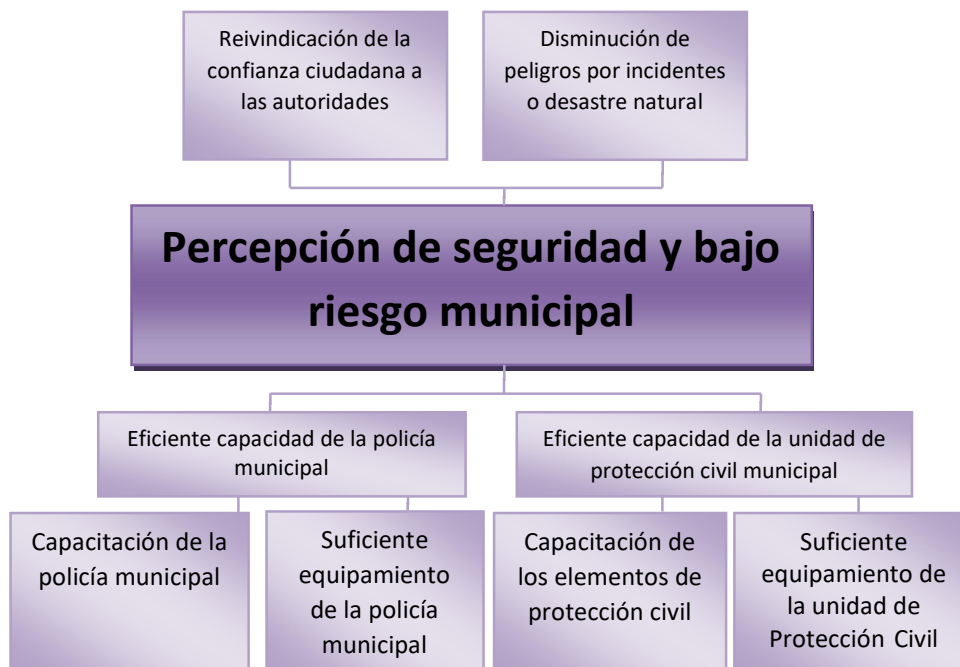 Reivindicación de la
confianza ciudadana a
las autoridades
Disminución de
peligros por incidentes
o desastre natural
Percepción de seguridad y bajo
riesgo municipal
Eficiente capacidad de la policía
municipal
Eficiente capacidad de la unidad de
protección civil municipal
Capacitación de la
policía municipal
Suficiente
equipamiento
de la policía
municipal
Capacitación de
los elementos de
protección civil
Suficiente
equipamiento de
la unidad de
Protección Civil